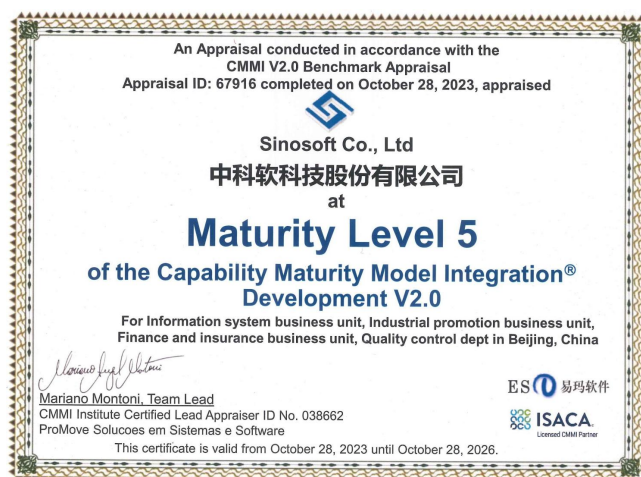 An Appraisal conducted in accordance with the
CMMI V2.0 Benchmark Appraisal
Appraisal ID: 67916 completed on October 28, 2023, appraised
Sinosoft Co., Ltd
中科软科技股份有限公司
at
Maturity Level 5
of the Capability Maturity Model Integration®
Development V2.0
For Information system business unit, Industrial promotion business unit,
Finance and insurance business unit, Quality control dept in Beijing, China
Mariano Montoni, Team Lead
CMMI Institute Certified Lead Appraiser ID No. 038662
ProMove Solucoes em Sistemas e Software
ES 易玛软件
ISACA.
Licensed CMMI Partner
This certificate is valid from October 28, 2023 until October 28, 2026.